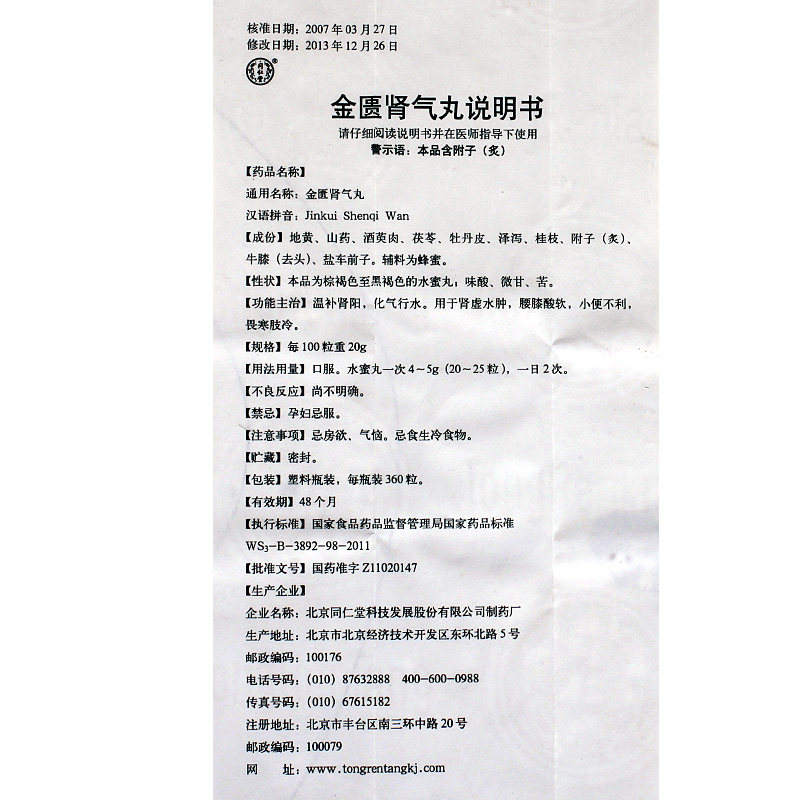 核准日期：2007年03月27日
修改日期：2013年12月26日
同仁堂®
金匮肾气丸说明书
请仔细阅读说明书并在医师指导下使用
警示语：本品含附子（炙）
【药品名称】
通用名称：金匮肾气丸
汉语拼音：Jinkui Shenqi Wan
【成份】地黄、山药、酒萸肉、茯苓、牡丹皮、泽泻、桂枝、附子（炙）、
牛膝（去头）、盐车前子。辅料为蜂蜜。
【性状】本品为棕褐色至黑褐色的水蜜丸；味酸、微甘、苦。
【功能主治】温补肾阳，化气行水。用于肾虚水肿，腰膝酸软，小便不利，
畏寒肢冷。
【规格】每100粒重20g
【用法用量】口服。水蜜丸一次4～5g（20～25粒），一日2次。
【不良反应】尚不明确。
【禁忌】孕妇忌服。
【注意事项】忌房欲、气恼。忌食生冷食物。
【贮藏】密封。
【包装】塑料瓶装，每瓶装360粒。
【有效期】48个月
【执行标准】国家食品药品监督管理局国家药品标准
WS₃-B-3892-98-2011
【批准文号】国药准字Z11020147
【生产企业】
企业名称：北京同仁堂科技发展股份有限公司制药厂
生产地址：北京市北京经济技术开发区东环北路5号
邮政编码：100176
电话号码：（010）87632888 400-600-0988
传真号码：（010）67615182
注册地址：北京市丰台区南三环中路20号
邮政编码：100079
网 址：www.tongrentangkj.com